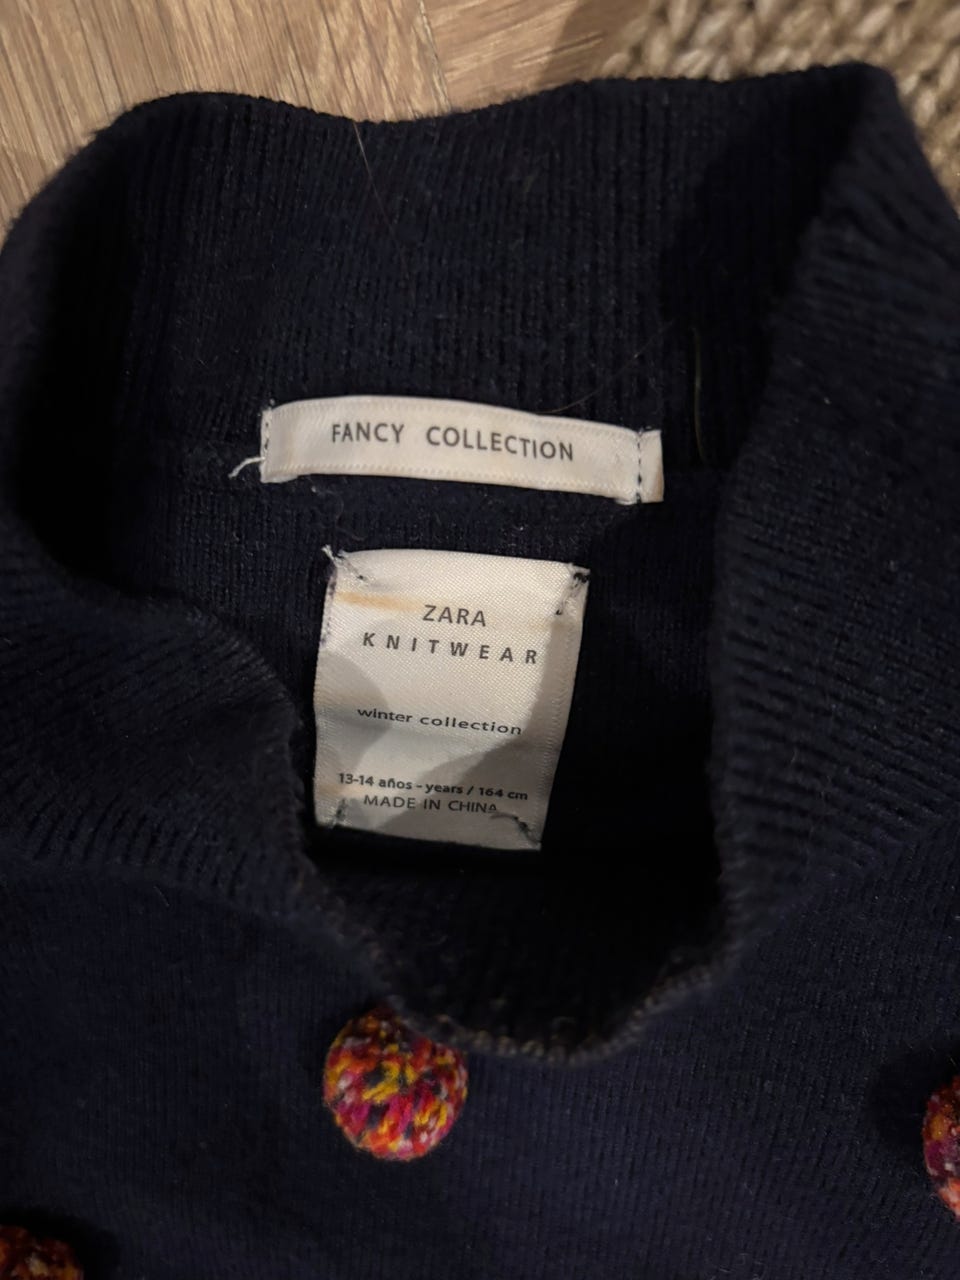 FANCY COLLECTION
ZARA
KNITWEAR
winter collection
13-14 años - years / 164 cm
MADE IN CHINA